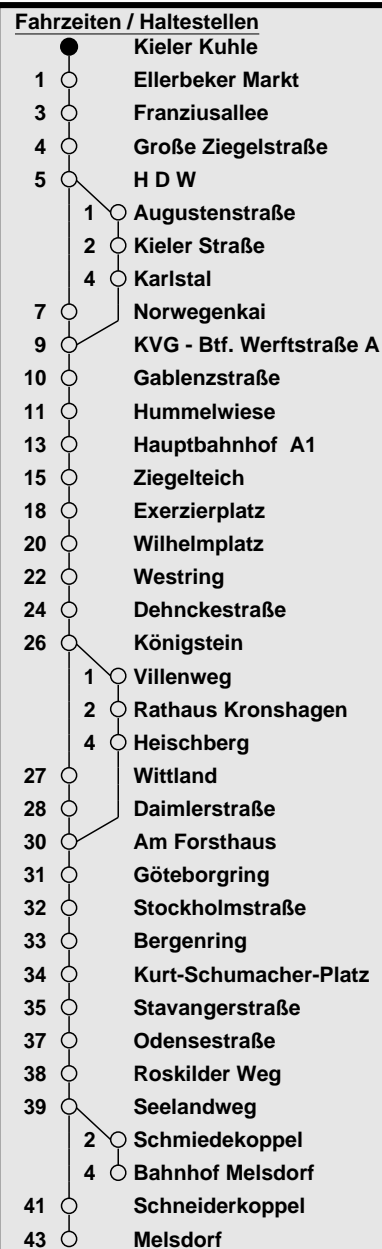 Fahrzeiten / Haltestellen
Kieler Kuhle
1 Ellerbeker Markt
3 Franziusallee
4 Große Ziegelstraße
5 H D W
1 Augustenstraße
2 Kieler Straße
4 Karlstal
7 Norwegenkai
9 KVG - Btf. Werftstraße A
10 Gablenzstraße
11 Hummelwiese
13 Hauptbahnhof A1
15 Ziegelteich
18 Exerzierplatz
20 Wilhelmplatz
22 Westring
24 Dehnckestraße
26 Königstein
1 Villenweg
2 Rathaus Kronshagen
4 Heischberg
27 Wittland
28 Daimlerstraße
30 Am Forsthaus
31 Göteborgring
32 Stockholmstraße
33 Bergenring
34 Kurt-Schumacher-Platz
35 Stavangerstraße
37 Odensestraße
38 Roskilder Weg
39 Seelandweg
2 Schmiedekoppel
4 Bahnhof Melsdorf
41 Schneiderkoppel
43 Melsdorf